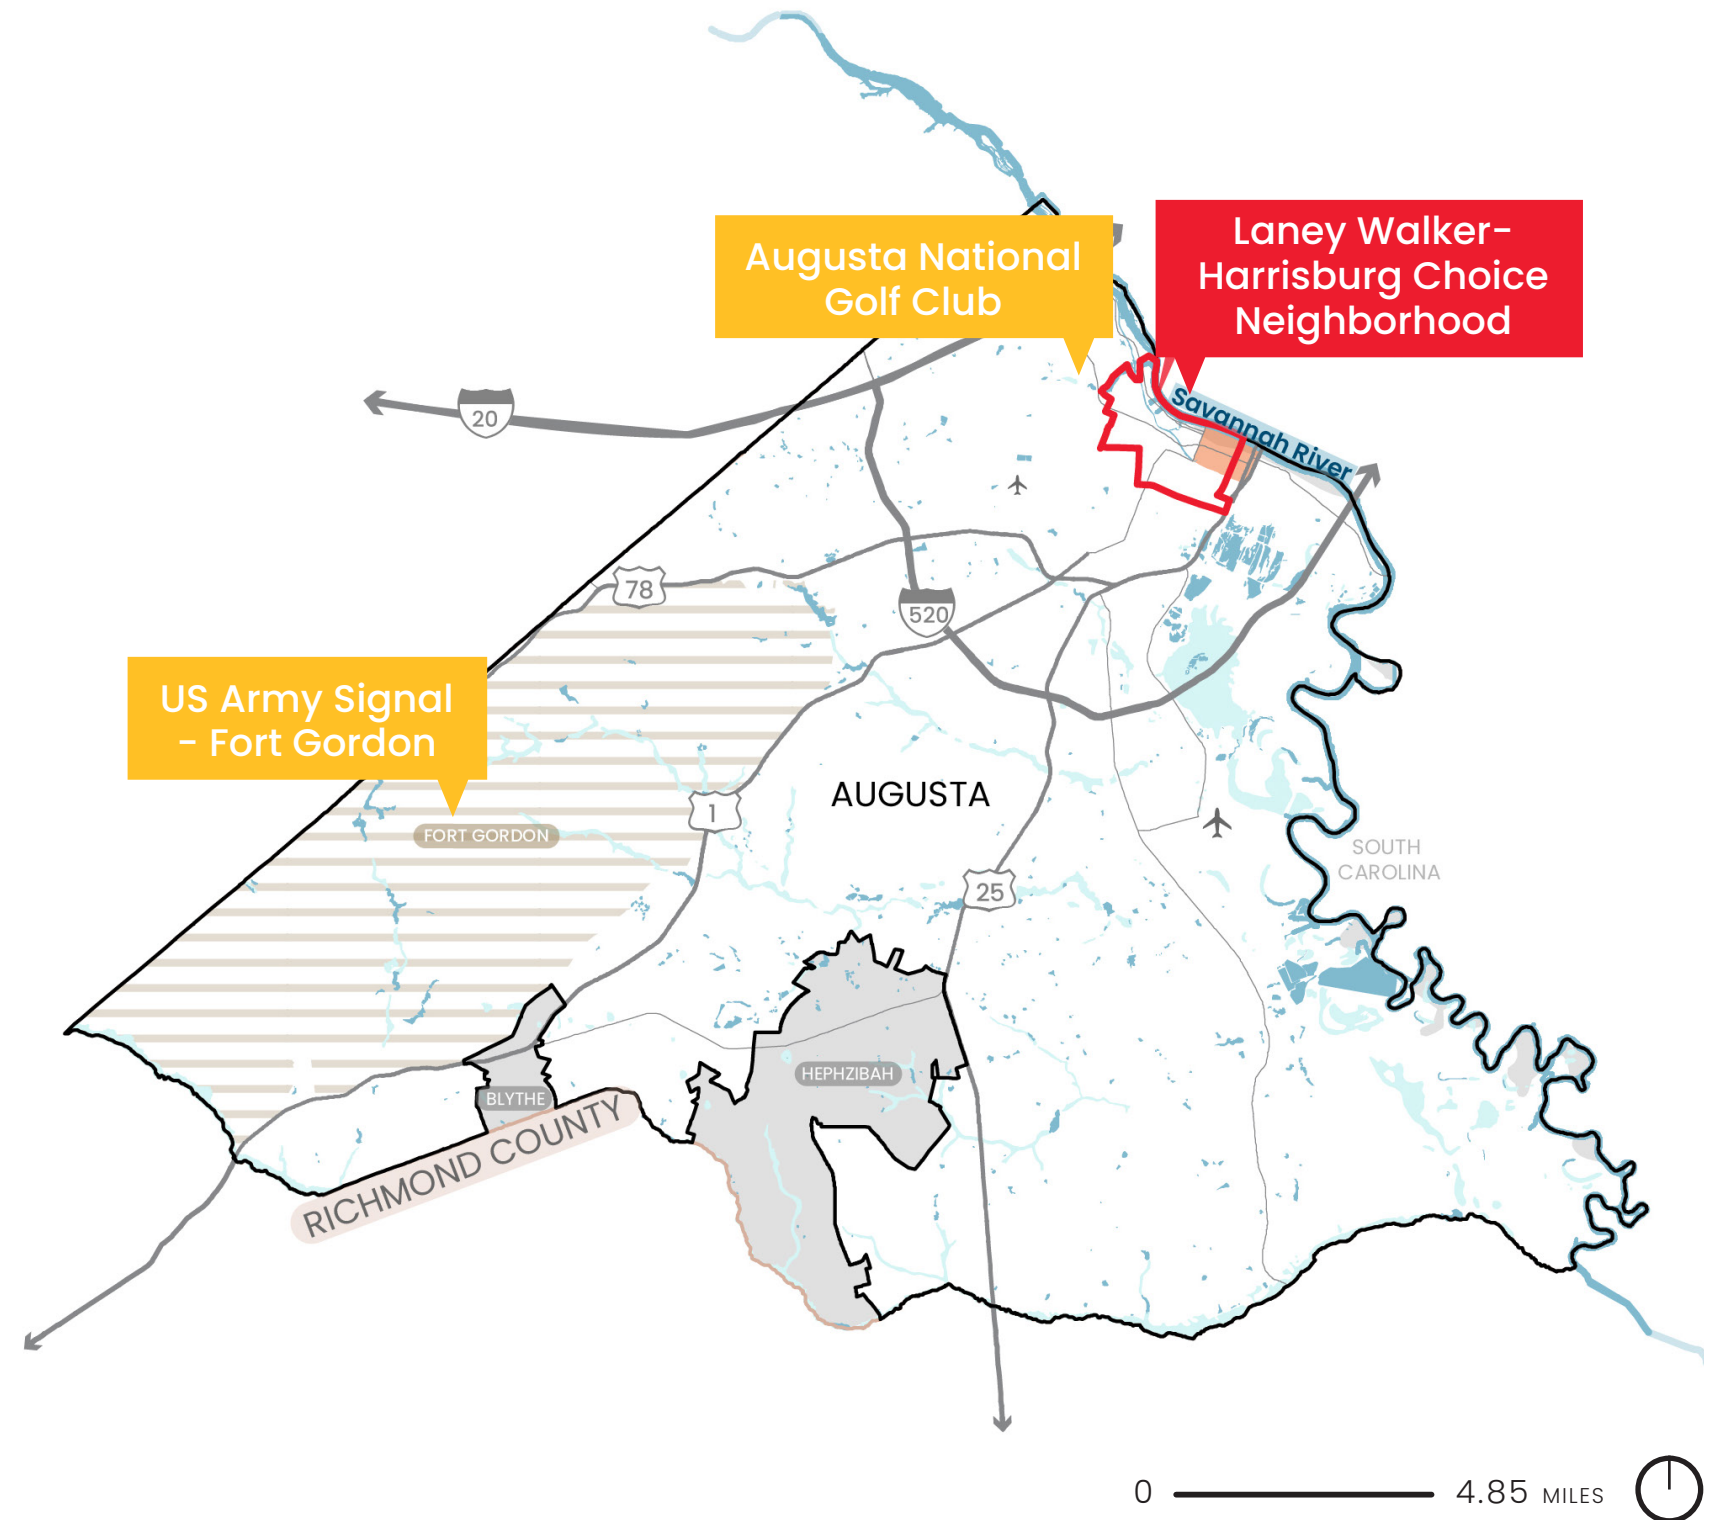 Augusta National
Golf Club
Laney Walker-
Harrisburg Choice
Neighborhood
Savannah River
20
78
520
US Army Signal
- Fort Gordon
AUGUSTA
1
FORT GORDON
25
SOUTH
CAROLINA
HEPHZIBAH
BLYTHE
RICHMOND COUNTY
0 4.85 MILES